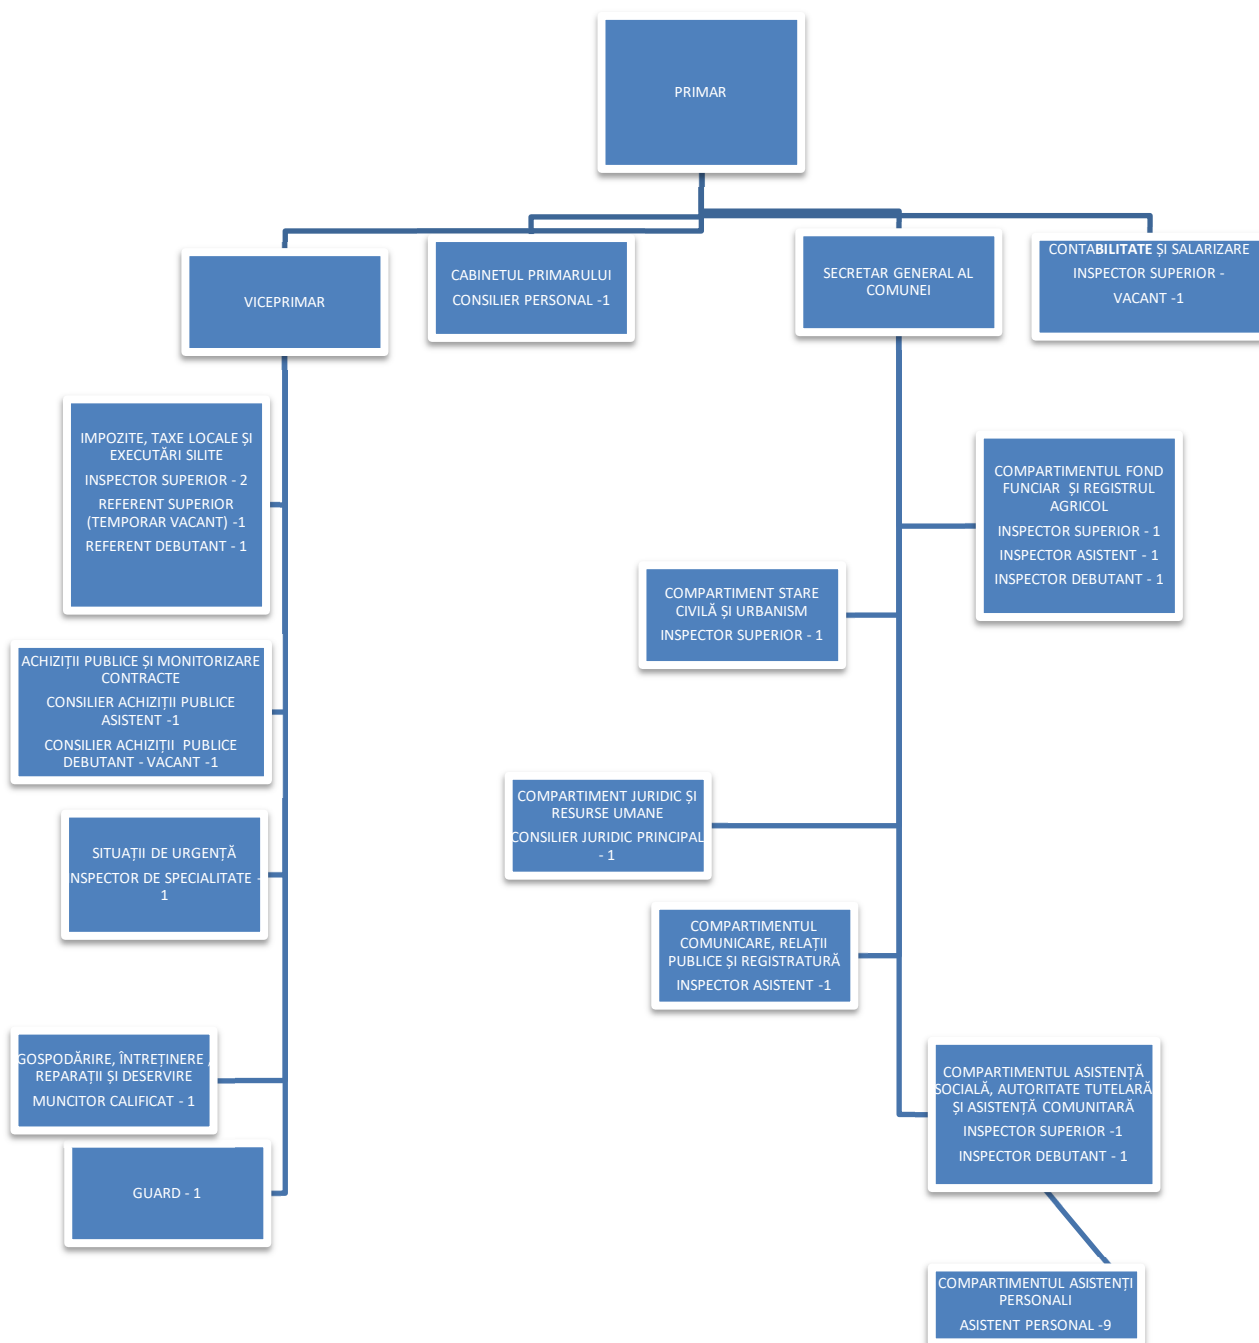 PRIMAR
VICEPRIMAR
CABINETUL PRIMARULUI
CONSILIER PERSONAL -1
SECRETAR GENERAL AL
COMUNEI
CONTABILITATE ȘI SALARIZARE
INSPECTOR SUPERIOR -
VACANT -1
IMPOZITE, TAXE LOCALE ȘI
EXECUTĂRI SILITE
INSPECTOR SUPERIOR - 2
REFERENT SUPERIOR
(TEMPORAR VACANT) -1
REFERENT DEBUTANT - 1
ACHIZIȚII PUBLICE ȘI MONITORIZARE
CONTRACTE
CONSILIER ACHIZIȚII PUBLICE
ASISTENT -1
CONSILIER ACHIZIȚII PUBLICE
DEBUTANT - VACANT -1
SITUAȚII DE URGENȚĂ
INSPECTOR DE SPECIALITATE -
1
GOSPODĂRIRE, ÎNTREȚINERE ,
REPARAȚII ȘI DESERVIRE
MUNCITOR CALIFICAT - 1
GUARD - 1
COMPARTIMENTUL FOND
FUNCIAR ȘI REGISTRUL
AGRICOL
INSPECTOR SUPERIOR - 1
INSPECTOR ASISTENT - 1
INSPECTOR DEBUTANT - 1
COMPARTIMENT STARE
CIVILĂ ȘI URBANISM
INSPECTOR SUPERIOR - 1
COMPARTIMENT JURIDIC ȘI
RESURSE UMANE
CONSILIER JURIDIC PRINCIPAL
- 1
COMPARTIMENTUL
COMUNICARE, RELAȚII
PUBLICE ȘI REGISTRATURĂ
INSPECTOR ASISTENT -1
COMPARTIMENTUL ASISTENȚĂ
SOCIALĂ, AUTORITATE TUTELARĂ
ȘI ASISTENȚĂ COMUNITARĂ
INSPECTOR SUPERIOR -1
INSPECTOR DEBUTANT - 1
COMPARTIMENTUL ASISTENȚI
PERSONALI
ASISTENT PERSONAL -9